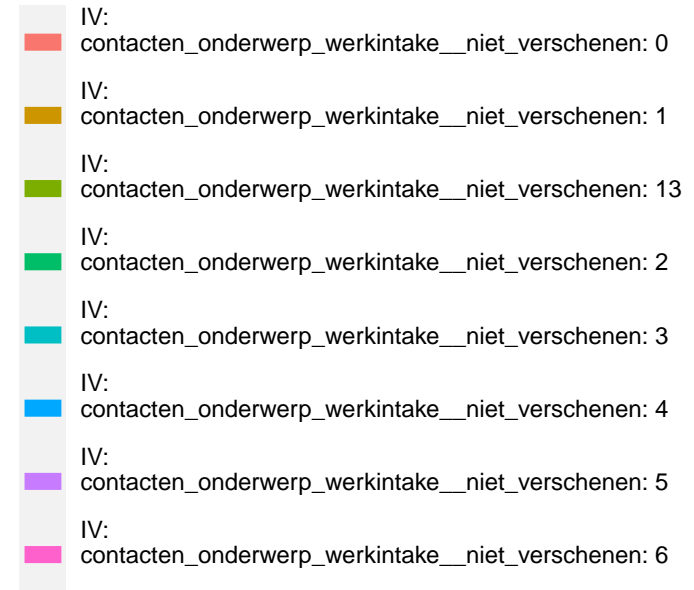 IV:
contacten_onderwerp_werkintake__niet_verschenen: 0
IV:
contacten_onderwerp_werkintake__niet_verschenen: 1
IV:
contacten_onderwerp_werkintake__niet_verschenen: 13
IV:
contacten_onderwerp_werkintake__niet_verschenen: 2
IV:
contacten_onderwerp_werkintake__niet_verschenen: 3
IV:
contacten_onderwerp_werkintake__niet_verschenen: 4
IV:
contacten_onderwerp_werkintake__niet_verschenen: 5
IV:
contacten_onderwerp_werkintake__niet_verschenen: 6